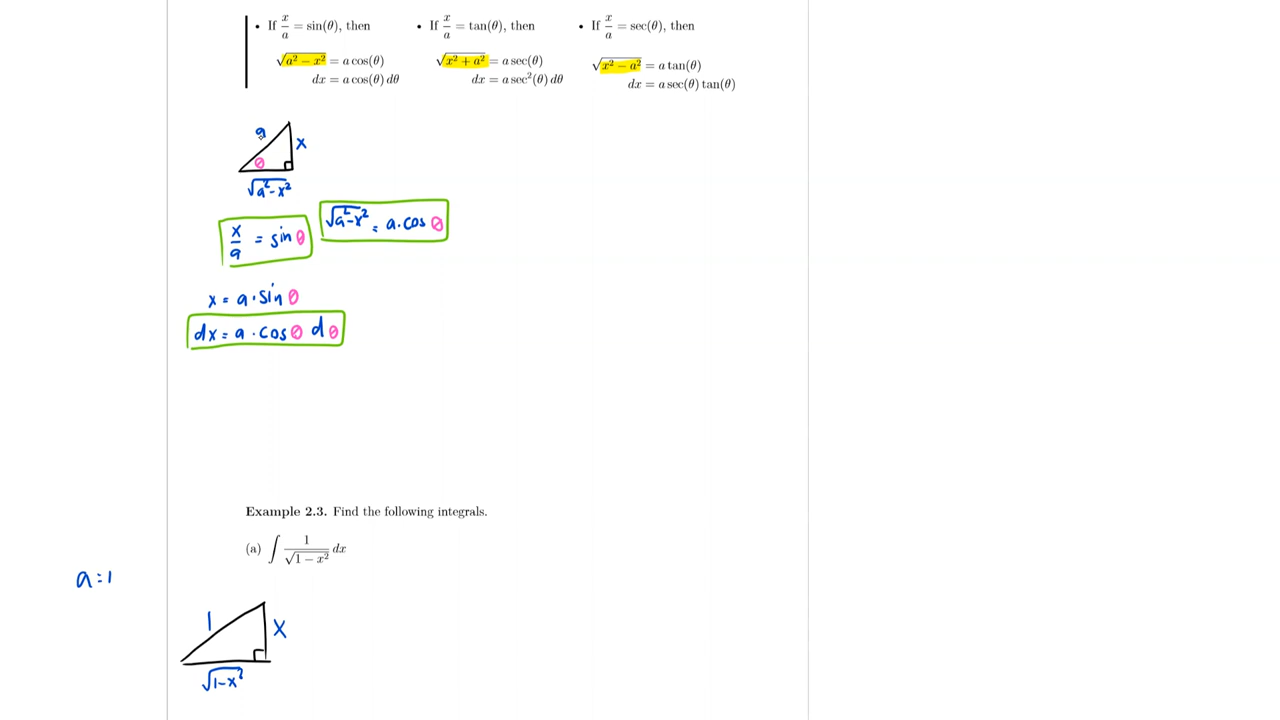 • If x/a = sin(θ), then
√(a² − x²) = a cos(θ)
dx = a cos(θ) dθ
• If x/a = tan(θ), then
√(x² + a²) = a sec(θ)
dx = a sec²(θ) dθ
• If x/a = sec(θ), then
√(x² − a²) = a tan(θ)
dx = a sec(θ) tan(θ)
a
x
θ
√(a²-x²)
x/a = sin θ
√(a²-x²) = a·cos θ
x = a·sin θ
dx = a·cos θ dθ
Example 2.3. Find the following integrals.
(a) ∫ 1/√(1 − x²) dx
a=1
1
x
√(1-x²)